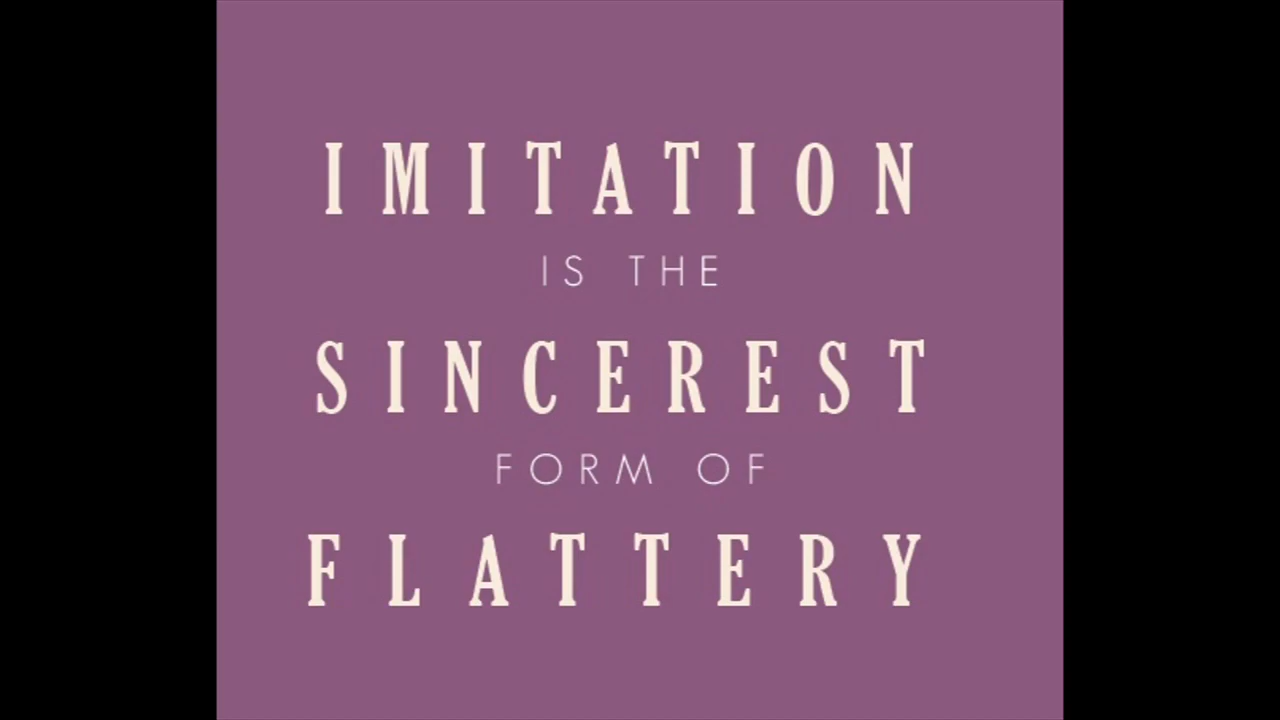 IMITATION
IS THE
SINCEREST
FORM OF
FLATTERY